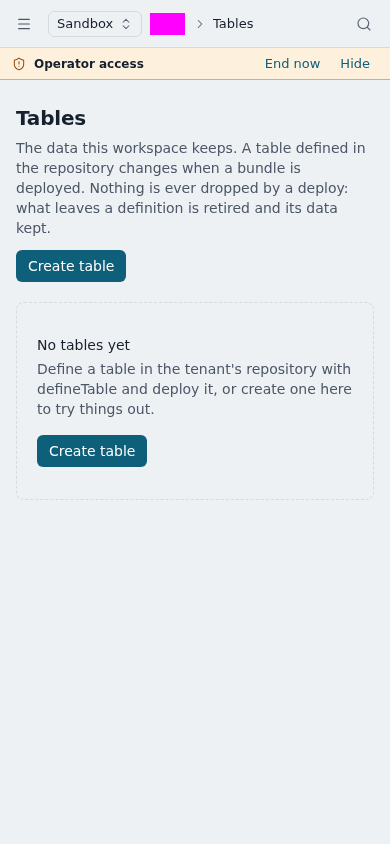 Sandbox
Tables
Operator access
End now
Hide
Tables
The data this workspace keeps. A table defined in
the repository changes when a bundle is
deployed. Nothing is ever dropped by a deploy:
what leaves a definition is retired and its data
kept.
Create table
No tables yet
Define a table in the tenant's repository with
defineTable and deploy it, or create one here
to try things out.
Create table